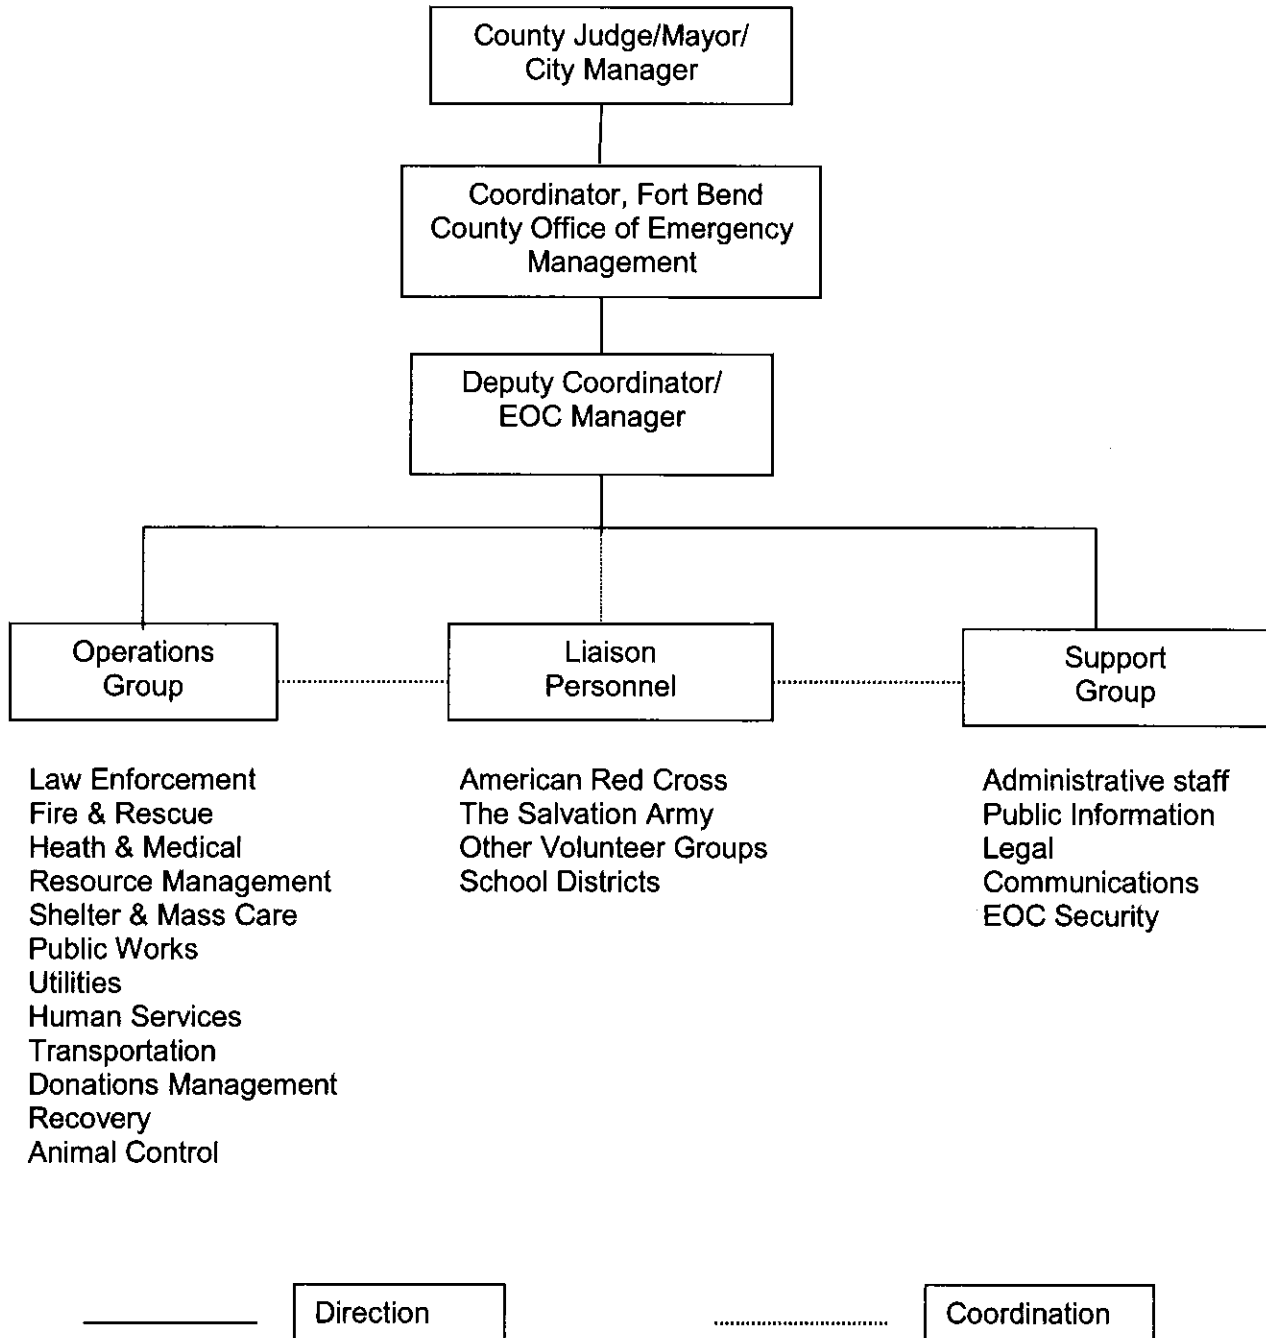 County Judge/Mayor/
City Manager
Coordinator, Fort Bend
County Office of Emergency
Management
Deputy Coordinator/
EOC Manager
Operations
Group
Liaison
Personnel
Support
Group
Law Enforcement
Fire & Rescue
Heath & Medical
Resource Management
Shelter & Mass Care
Public Works
Utilities
Human Services
Transportation
Donations Management
Recovery
Animal Control
American Red Cross
The Salvation Army
Other Volunteer Groups
School Districts
Administrative staff
Public Information
Legal
Communications
EOC Security
Direction
Coordination